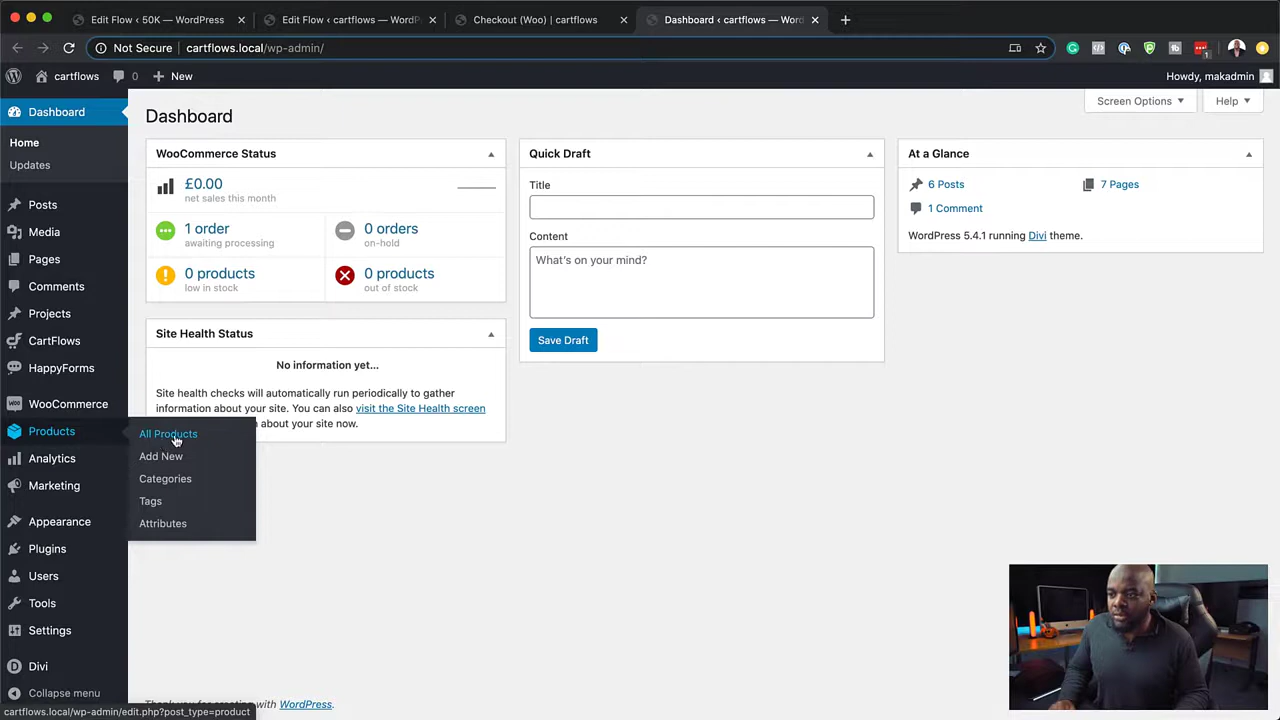 Edit Flow ‹ 50K — WordPress
Edit Flow ‹ cartflows — WordP
Checkout (Woo) | cartflows
Dashboard ‹ cartflows — Word
Not Secure
cartflows.local/wp-admin/
1
cartflows
0
New
Howdy, makadmin
Dashboard
Home
Updates
Posts
Media
Pages
Comments
Projects
CartFlows
HappyForms
WooCommerce
Products
Analytics
Marketing
Appearance
Plugins
Users
Tools
Settings
Divi
Collapse menu
All Products
Add New
Categories
Tags
Attributes
Dashboard
Screen Options
Help
WooCommerce Status
£0.00
net sales this month
1 order
awaiting processing
0 orders
on-hold
0 products
low in stock
0 products
out of stock
Site Health Status
No information yet...
Site health checks will automatically run periodically to gather
information about your site. You can also visit the Site Health screen
about your site now.
Quick Draft
Title
Content
What's on your mind?
Save Draft
At a Glance
6 Posts
7 Pages
1 Comment
WordPress 5.4.1 running Divi theme.
with WordPress.
cartflows.local/wp-admin/edit.php?post_type=product